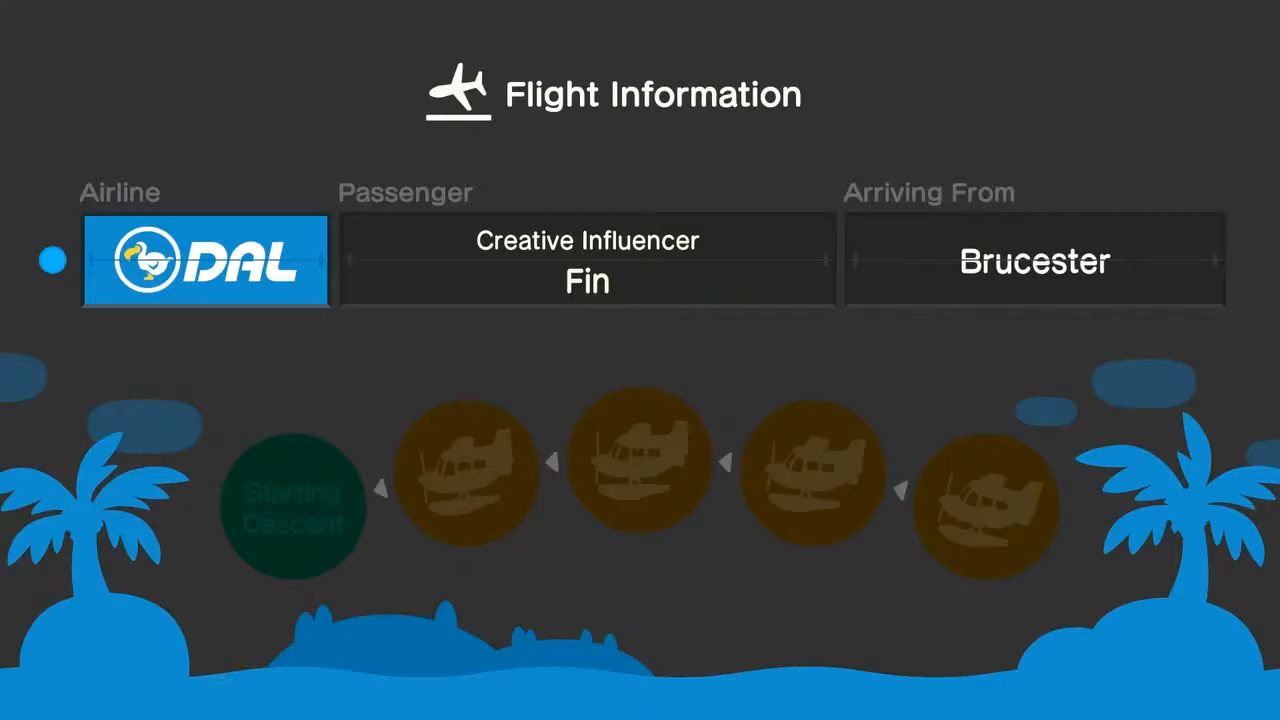 Flight Information
Airline
Passenger
Arriving From
DAL
Creative Influencer
Fin
Brucester
Starting
Descent